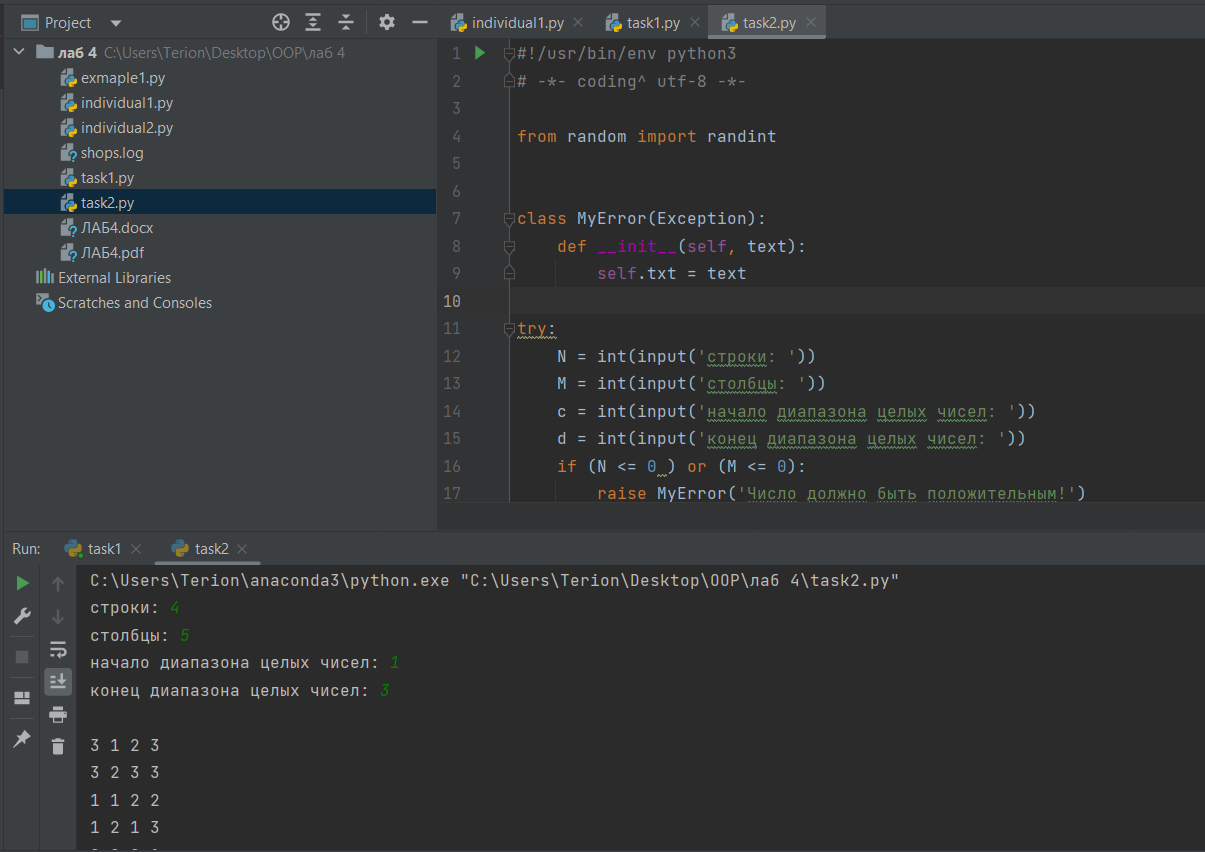 Project
individual1.py
task1.py
task2.py
лаб 4 C:\Users\Terion\Desktop\OOP\лаб 4
exmaple1.py
individual1.py
individual2.py
shops.log
task1.py
task2.py
ЛАБ4.docx
ЛАБ4.pdf
External Libraries
Scratches and Consoles
1 #!/usr/bin/env python3
2 # -*- coding^ utf-8 -*-
3
4 from random import randint
5
6
7 class MyError(Exception):
8 def __init__(self, text):
9 self.txt = text
10
11 try:
12 N = int(input('строки: '))
13 M = int(input('столбцы: '))
14 c = int(input('начало диапазона целых чисел: '))
15 d = int(input('конец диапазона целых чисел: '))
16 if (N <= 0 ) or (M <= 0):
17 raise MyError('Число должно быть положительным!')
Run: task1 task2
C:\Users\Terion\anaconda3\python.exe "C:\Users\Terion\Desktop\OOP\лаб 4\task2.py"
строки: 4
столбцы: 5
начало диапазона целых чисел: 1
конец диапазона целых чисел: 3
3 1 2 3
3 2 3 3
1 1 2 2
1 2 1 3